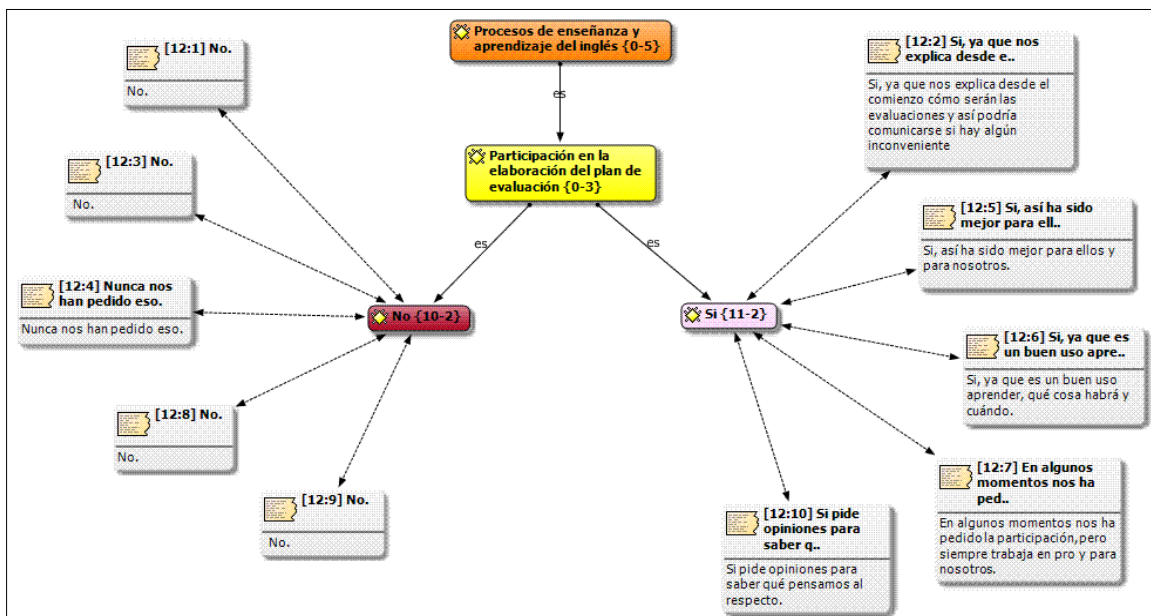 Procesos de enseñanza y
aprendizaje del inglés {0-5}
es
Participación en la
elaboración del plan de
evaluación {0-3}
es
es
No {10-2}
Si {11-2}
[12:1] No.
No.
[12:3] No.
No.
[12:4] Nunca nos
han pedido eso.
Nunca nos han pedido eso.
[12:8] No.
No.
[12:9] No.
No.
[12:2] Si, ya que nos
explica desde e..
Si, ya que nos explica desde el
comienzo cómo serán las
evaluaciones y así podría
comunicarse si hay algún
inconveniente
[12:5] Si, así ha sido
mejor para ell..
Si, así ha sido mejor para ellos y
para nosotros.
[12:6] Si, ya que es
un buen uso apre..
Si, ya que es un buen uso
aprender, qué cosa habrá y
cuándo.
[12:7] En algunos
momentos nos ha
ped..
En algunos momentos nos ha
pedido la participación, pero
siempre trabaja en pro y para
nosotros.
[12:10] Si pide
opiniones para
saber q..
Si pide opiniones para
saber qué pensamos al
respecto.